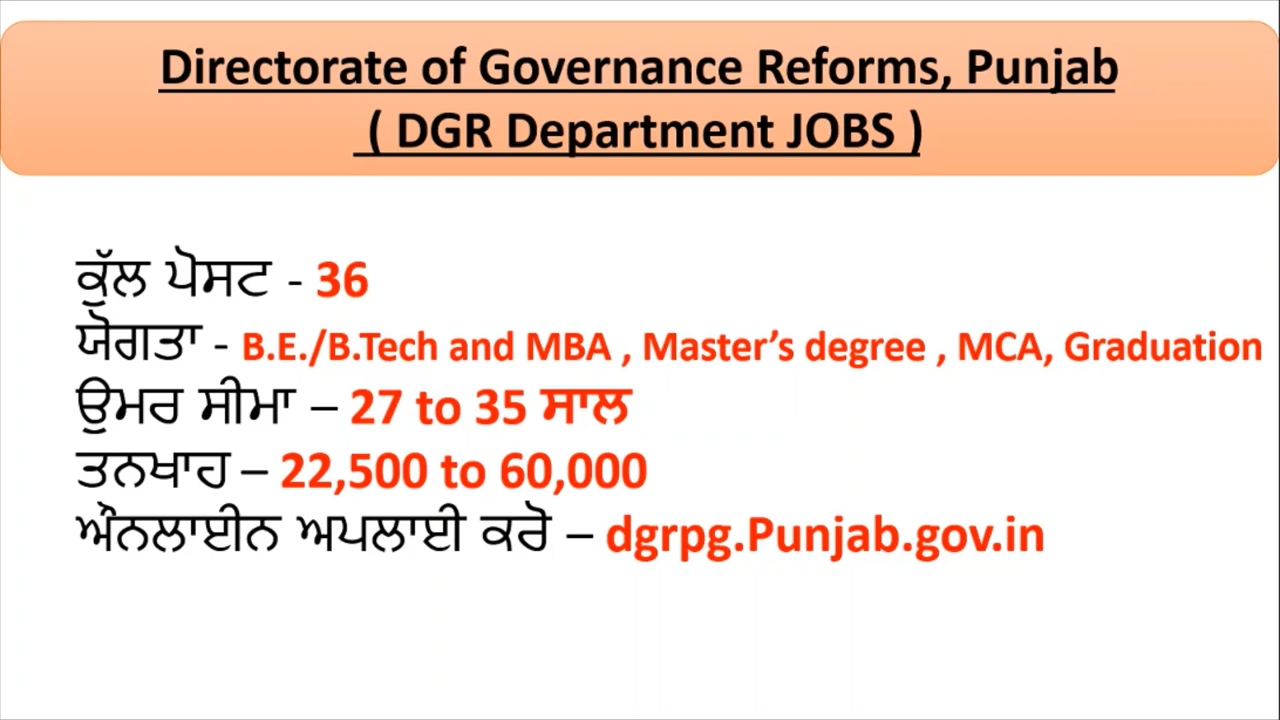 Directorate of Governance Reforms, Punjab
( DGR Department JOBS )
ਕੁੱਲ ਪੋਸਟ - 36
ਯੋਗਤਾ - B.E./B.Tech and MBA , Master’s degree , MCA, Graduation
ਉਮਰ ਸੀਮਾ – 27 to 35 ਸਾਲ
ਤਨਖਾਹ – 22,500 to 60,000
ਔਨਲਾਈਨ ਅਪਲਾਈ ਕਰੋ – dgrpg.Punjab.gov.in